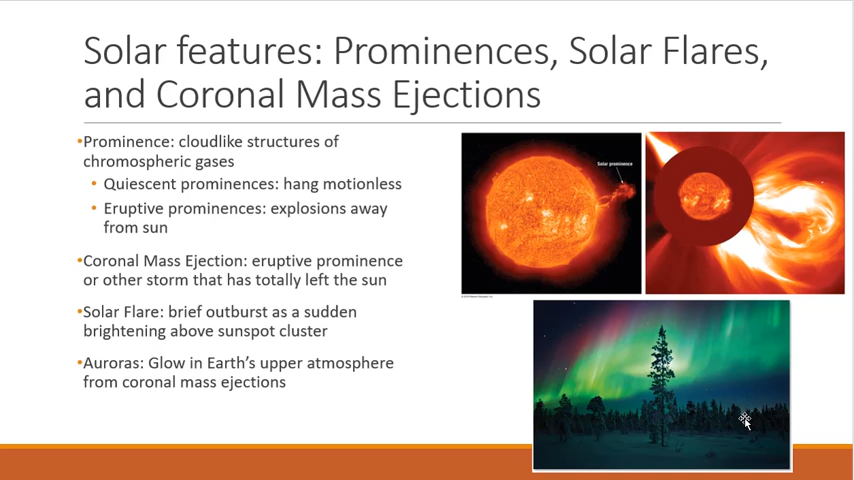 Solar features: Prominences, Solar Flares,
and Coronal Mass Ejections
•Prominence: cloudlike structures of
chromospheric gases
• Quiescent prominences: hang motionless
• Eruptive prominences: explosions away
from sun
•Coronal Mass Ejection: eruptive prominence
or other storm that has totally left the sun
•Solar Flare: brief outburst as a sudden
brightening above sunspot cluster
•Auroras: Glow in Earth's upper atmosphere
from coronal mass ejections
Solar prominence